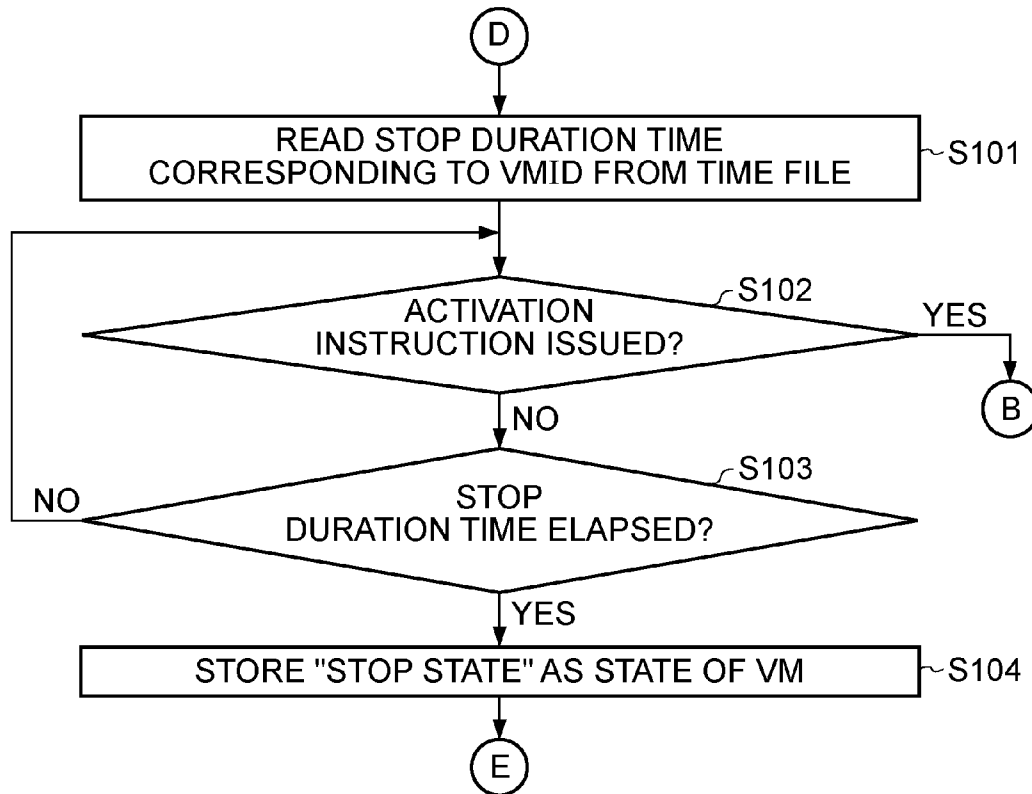 D
READ STOP DURATION TIME
CORRESPONDING TO VMID FROM TIME FILE
S101
S102
ACTIVATION
INSTRUCTION ISSUED?
YES
B
NO
S103
STOP
DURATION TIME ELAPSED?
NO
YES
STORE "STOP STATE" AS STATE OF VM
S104
E